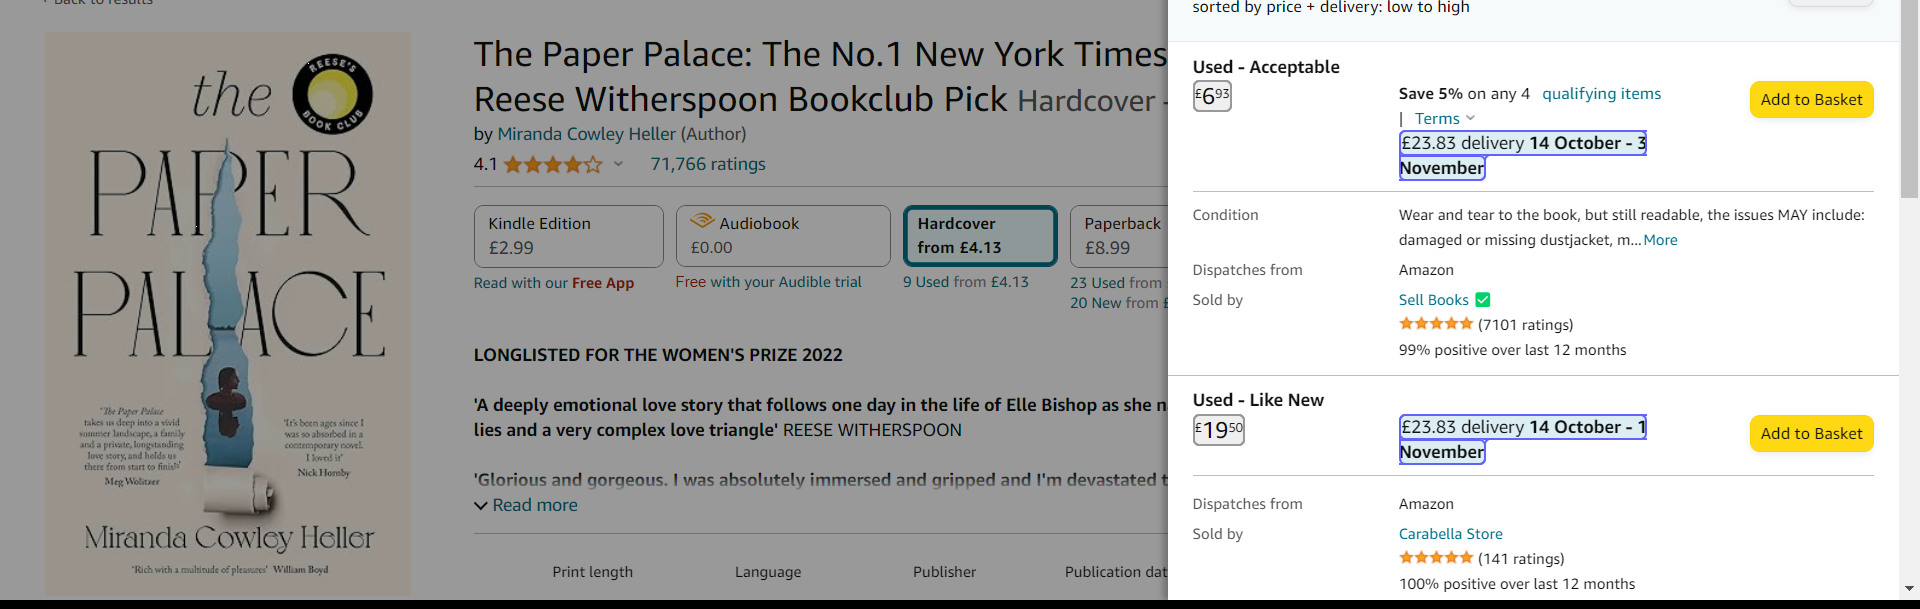 Back to results
the
REESE'S
BOOK CLUB
PAPER
PALACE
'The Paper Palace
takes us deep into a vivid
summer landscape, a family
and a private, longstanding
love story, and holds us
there from start to finish'
Meg Wolitzer
'It's been ages since I
was so absorbed in a
contemporary novel.
I loved it'
Nick Hornby
Miranda Cowley Heller
'Rich with a multitude of pleasures' William Boyd
The Paper Palace: The No.1 New York Times
Reese Witherspoon Bookclub Pick Hardcover -
by Miranda Cowley Heller (Author)
4.1 71,766 ratings
Kindle Edition
£2.99
Read with our Free App
Audiobook
£0.00
Free with your Audible trial
Hardcover
from £4.13
9 Used from £4.13
Paperback
£8.99
23 Used from
20 New from £
LONGLISTED FOR THE WOMEN'S PRIZE 2022
'A deeply emotional love story that follows one day in the life of Elle Bishop as she n
lies and a very complex love triangle' REESE WITHERSPOON
'Glorious and gorgeous. I was absolutely immersed and gripped and I'm devastated t
Read more
Print length
Language
Publisher
Publication dat
sorted by price + delivery: low to high
Used - Acceptable
£6.93
Save 5% on any 4 qualifying items
| Terms
£23.83 delivery 14 October - 3
November
Add to Basket
Condition
Wear and tear to the book, but still readable, the issues MAY include:
damaged or missing dustjacket, m... More
Dispatches from Amazon
Sold by Sell Books
(7101 ratings)
99% positive over last 12 months
Used - Like New
£19.50
£23.83 delivery 14 October - 1
November
Add to Basket
Dispatches from Amazon
Sold by Carabella Store
(141 ratings)
100% positive over last 12 months